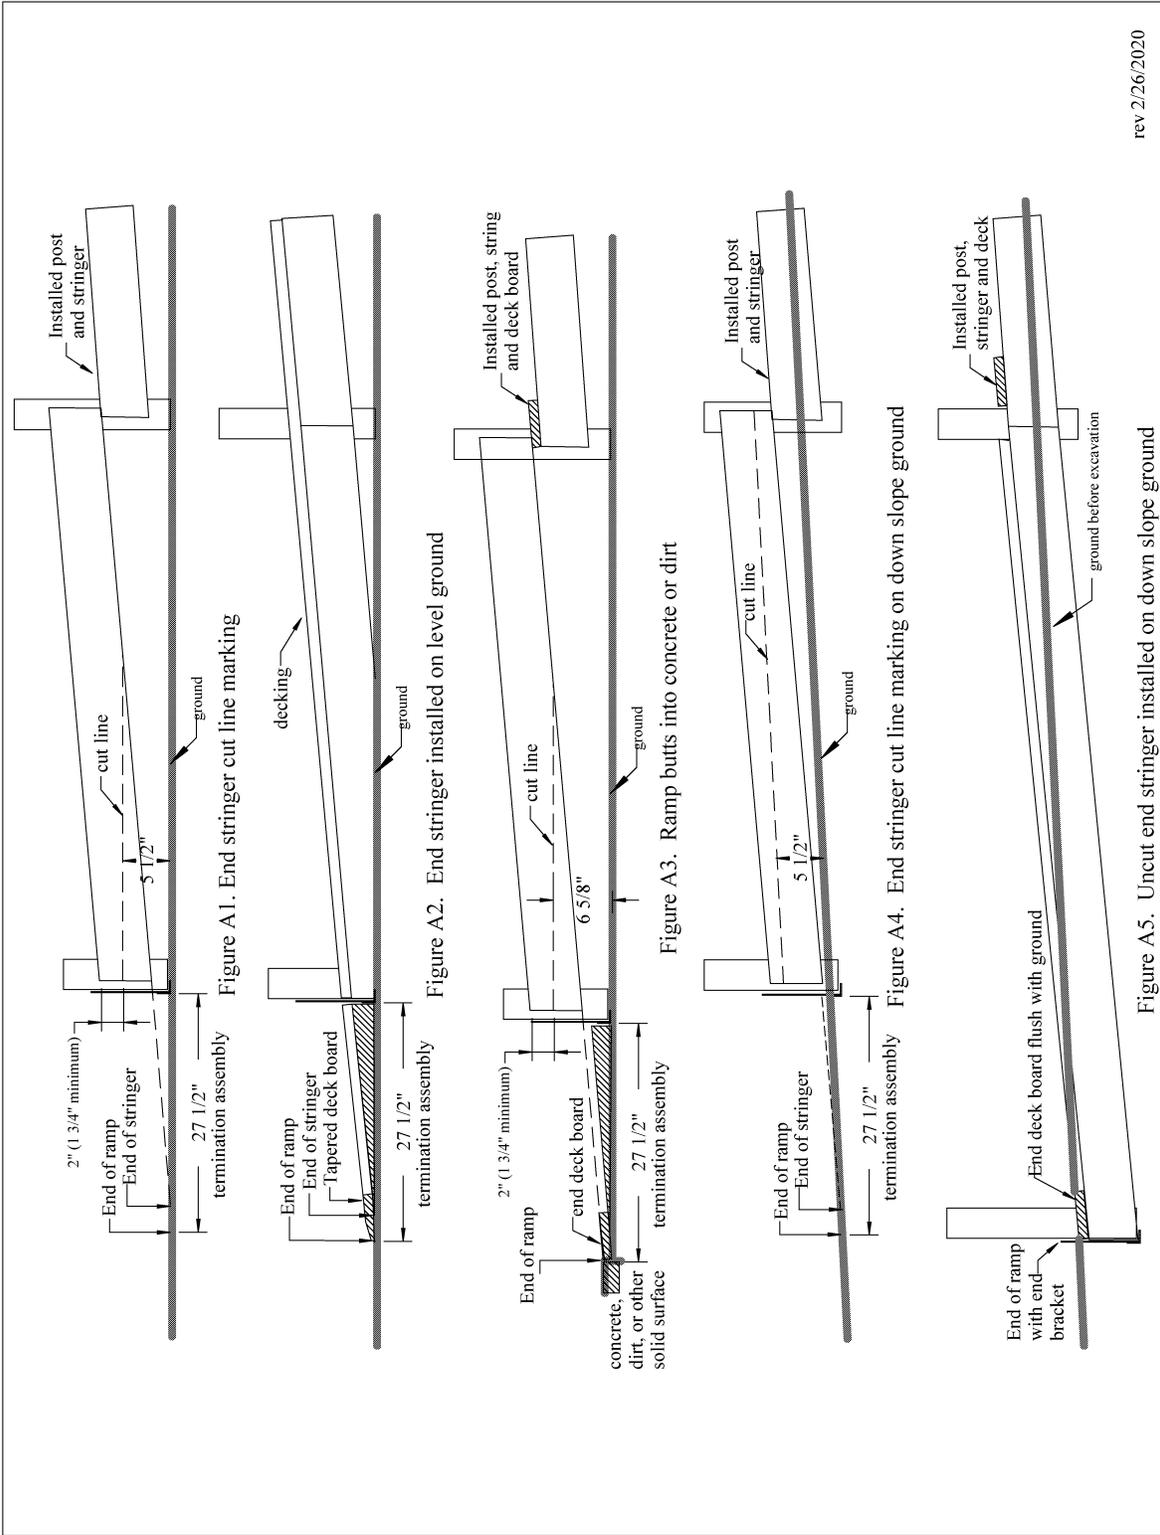 Installed post
and stringer
cut line
5 1/2"
ground
2" (1 3/4" minimum)
End of ramp
End of stringer
27 1/2"
termination assembly
Figure A1. End stringer cut line marking
decking
ground
End of ramp
End of stringer
Tapered deck board
27 1/2"
termination assembly
Figure A2. End stringer installed on level ground
Installed post, string
and deck board
cut line
6 5/8"
ground
2" (1 3/4" minimum)
End of ramp
end deck board
27 1/2"
termination assembly
concrete,
dirt, or other
solid surface
Figure A3. Ramp butts into concrete or dirt
Installed post
and stringer
cut line
5 1/2"
ground
End of ramp
End of stringer
27 1/2"
termination assembly
Figure A4. End stringer cut line marking on down slope ground
Installed post,
stringer and deck
ground before excavation
End deck board flush with ground
End of ramp
with end
bracket
Figure A5. Uncut end stringer installed on down slope ground
rev 2/26/2020